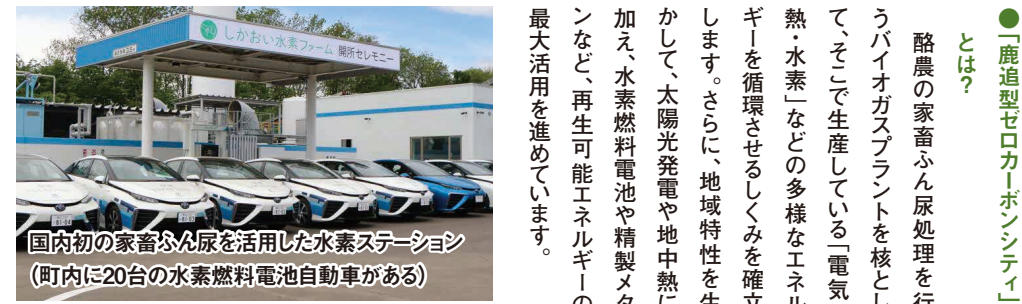 ●「鹿追型ゼロカーボンシティ」
とは？
酪農の家畜ふん尿処理を行
うバイオガスプラントを核とし
て、そこで生産している「電気
熱・水素」などの多様なエネル
ギーを循環させるしくみを確立
します。さらに、地域特性を生
かして、太陽光発電や地中熱に
加え、水素燃料電池や精製メタ
ンなど、再生可能エネルギーの
最大活用を進めています。
しかおい水素ファーム 開所セレモニー
国内初の家畜ふん尿を活用した水素ステーション
（町内に20台の水素燃料電池自動車がある）